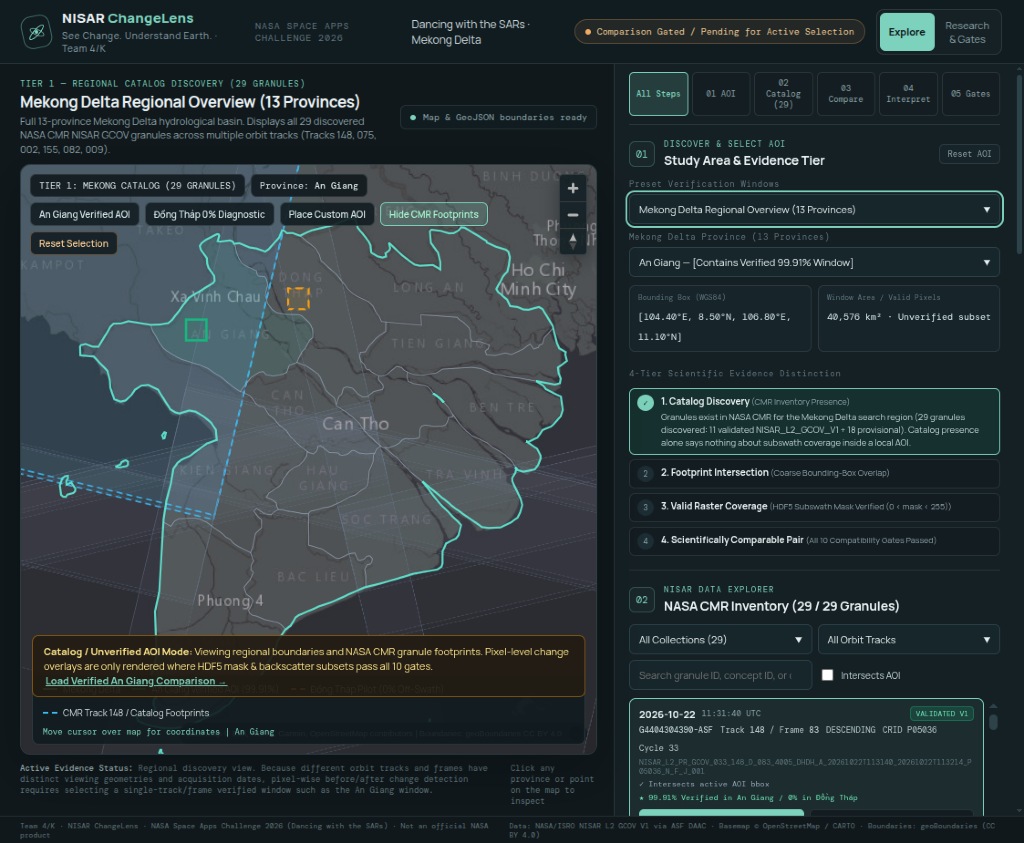 NISAR ChangeLens
See Change. Understand Earth. ·
Team 4/K
NASA SPACE APPS
CHALLENGE 2026
Dancing with the SARs ·
Mekong Delta
Comparison Gated / Pending for Active Selection
Explore
Research
& Gates
TIER 1 — REGIONAL CATALOG DISCOVERY (29 GRANULES)
Mekong Delta Regional Overview (13 Provinces)
Full 13-province Mekong Delta hydrological basin. Displays all 29 discovered
NASA CMR NISAR GCOV granules across multiple orbit tracks (Tracks 148, 075,
002, 155, 082, 009).
Map & GeoJSON boundaries ready
TIER 1: MEKONG CATALOG (29 GRANULES)
Province: An Giang
An Giang Verified AOI
Đồng Tháp 0% Diagnostic
Place Custom AOI
Hide CMR Footprints
Reset Selection
BINH DUONG
TAKEO
KAMPOT
Ho Chi
Minh City
DONG
LONG AN
Xa Vinh Chau
AN GIANG
TIEN GIANG
CAN
THO
BEN TRE
Can Tho
KIEN GIANG
HAU
GIANG
TRA VINH
SOC TRANG
BAC LIEU
Phuong 4
Catalog / Unverified AOI Mode: Viewing regional boundaries and NASA CMR granule footprints. Pixel-level change
overlays are only rendered where HDF5 mask & backscatter subsets pass all 10 gates.
Load Verified An Giang Comparison →
CMR Track 148 / Catalog Footprints
Move cursor over map for coordinates | An Giang
Active Evidence Status: Regional discovery view. Because different orbit tracks and frames have
distinct viewing geometries and acquisition dates, pixel-wise before/after change detection
requires selecting a single-track/frame verified window such as the An Giang window.
Click any
province or point
on the map to
inspect
All Steps
01 AOI
02
Catalog
(29)
03
Compare
04
Interpret
05 Gates
01
DISCOVER & SELECT AOI
Study Area & Evidence Tier
Reset AOI
Preset Verification Windows
Mekong Delta Regional Overview (13 Provinces)
Mekong Delta Province (13 Provinces)
An Giang — [Contains Verified 99.91% Window]
Bounding Box (WGS84)
[104.40°E, 8.50°N, 106.80°E,
11.10°N]
Window Area / Valid Pixels
40,576 km² · Unverified subset
4-Tier Scientific Evidence Distinction
✓
1. Catalog Discovery (CMR Inventory Presence)
Granules exist in NASA CMR for the Mekong Delta search region (29 granules
discovered: 11 validated NISAR_L2_GCOV_V1 + 18 provisional). Catalog presence
alone says nothing about subswath coverage inside a local AOI.
2
2. Footprint Intersection (Coarse Bounding-Box Overlap)
3
3. Valid Raster Coverage (HDF5 Subswath Mask Verified (0 < mask < 255))
4
4. Scientifically Comparable Pair (All 10 Compatibility Gates Passed)
02
NISAR DATA EXPLORER
NASA CMR Inventory (29 / 29 Granules)
All Collections (29)
All Orbit Tracks
Search granule ID, concept ID, or c
Intersects AOI
2026-10-22 11:31:40 UTC
VALIDATED V1
G4404304390-ASF Track 148 / Frame 83 DESCENDING CRID P05036
Cycle 33
NISAR_L2_PR_GCOV_033_148_D_083_4005_DHDH_A_20261022T113140_20261022T113214_P
05036_N_F_J_001
✓ Intersects active AOI bbox
★ 99.91% Verified in An Giang / 0% in Đồng Tháp
Team 4/K · NISAR ChangeLens · NASA Space Apps Challenge 2026 (Dancing with the SARs) · Not an official NASA
product
Data: NASA/ISRO NISAR L2 GCOV V1 via ASF DAAC · Basemap © OpenStreetMap / CARTO · Boundaries: geoBoundaries (CC
BY 4.0)